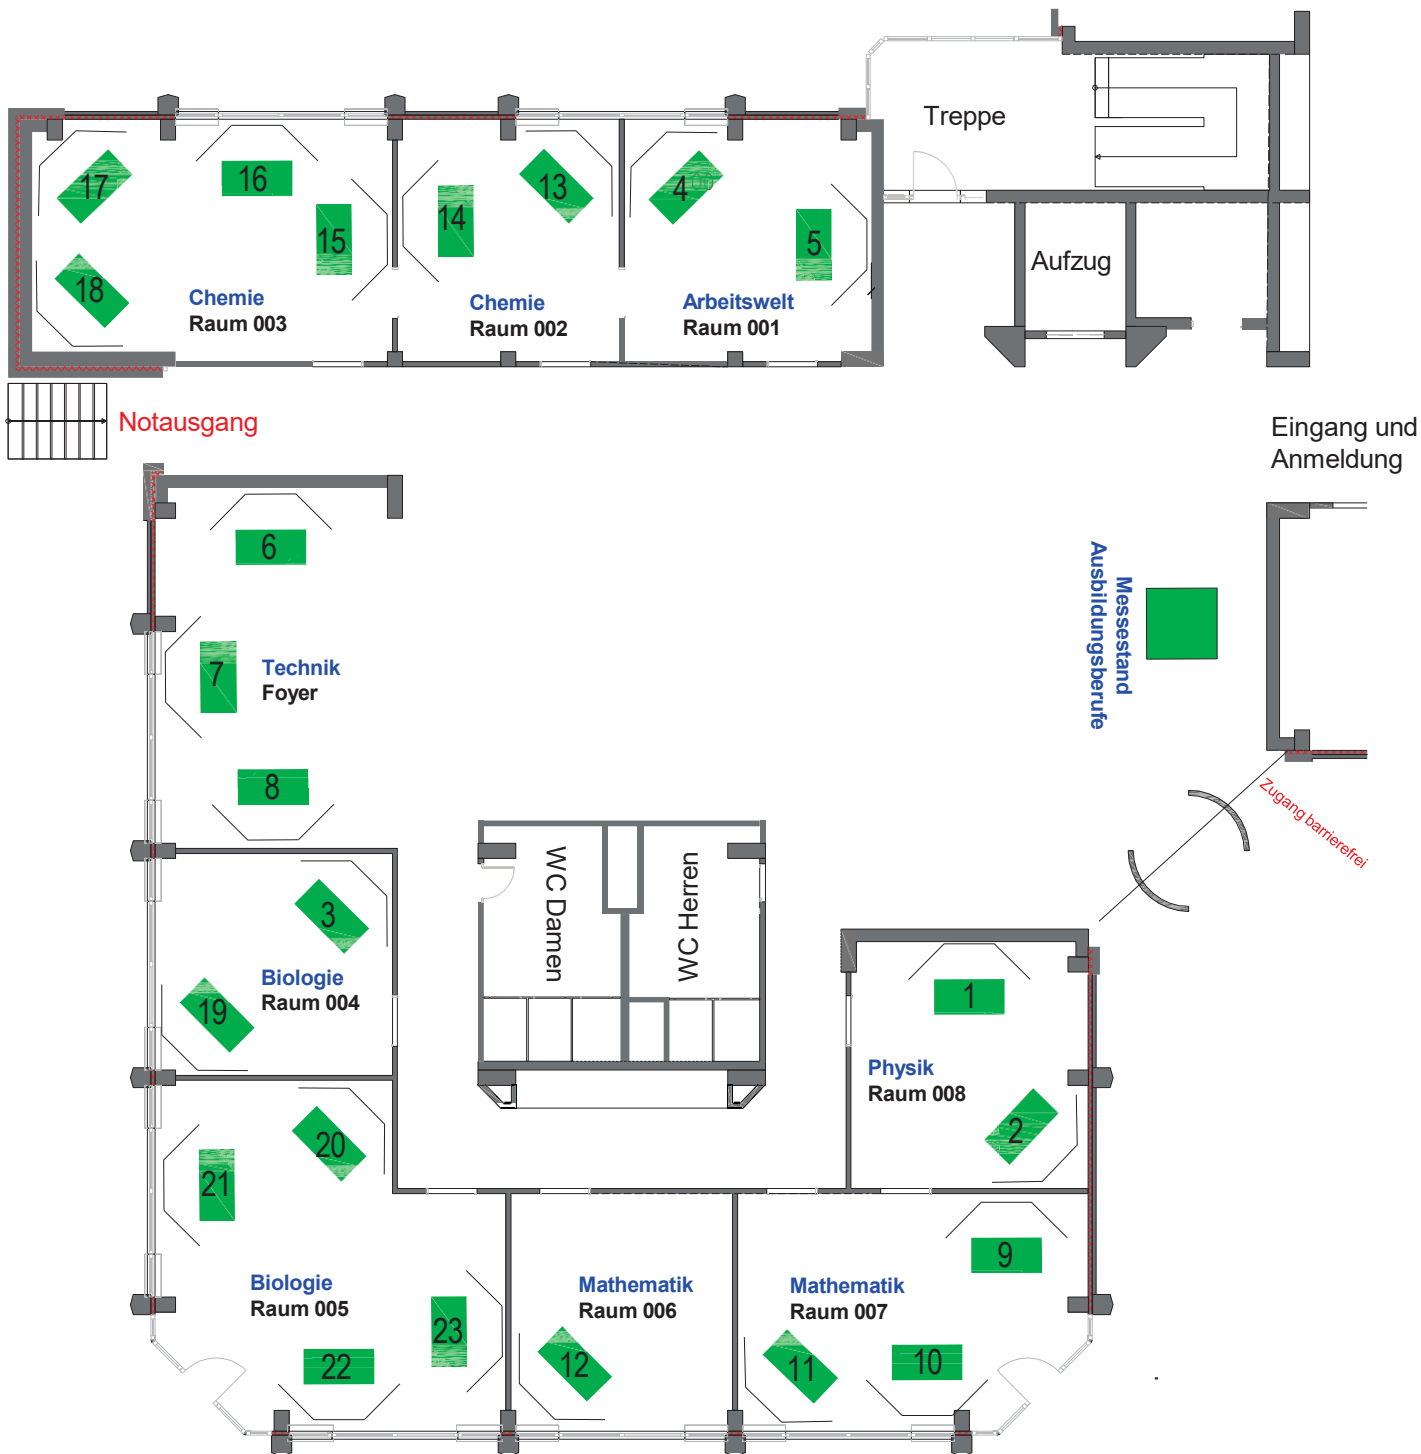 Treppe
17
16
15
18
14
13
4
5
Chemie
Raum 003
Chemie
Raum 002
Arbeitswelt
Raum 001
Aufzug
Notausgang
Eingang und
Anmeldung
6
7
Technik
Foyer
8
Messestand
Ausbildungsberufe
Zugang barrierefrei
3
Biologie
Raum 004
19
WC Damen
WC Herren
1
Physik
Raum 008
2
20
21
Biologie
Raum 005
23
22
Mathematik
Raum 006
12
Mathematik
Raum 007
9
11
10